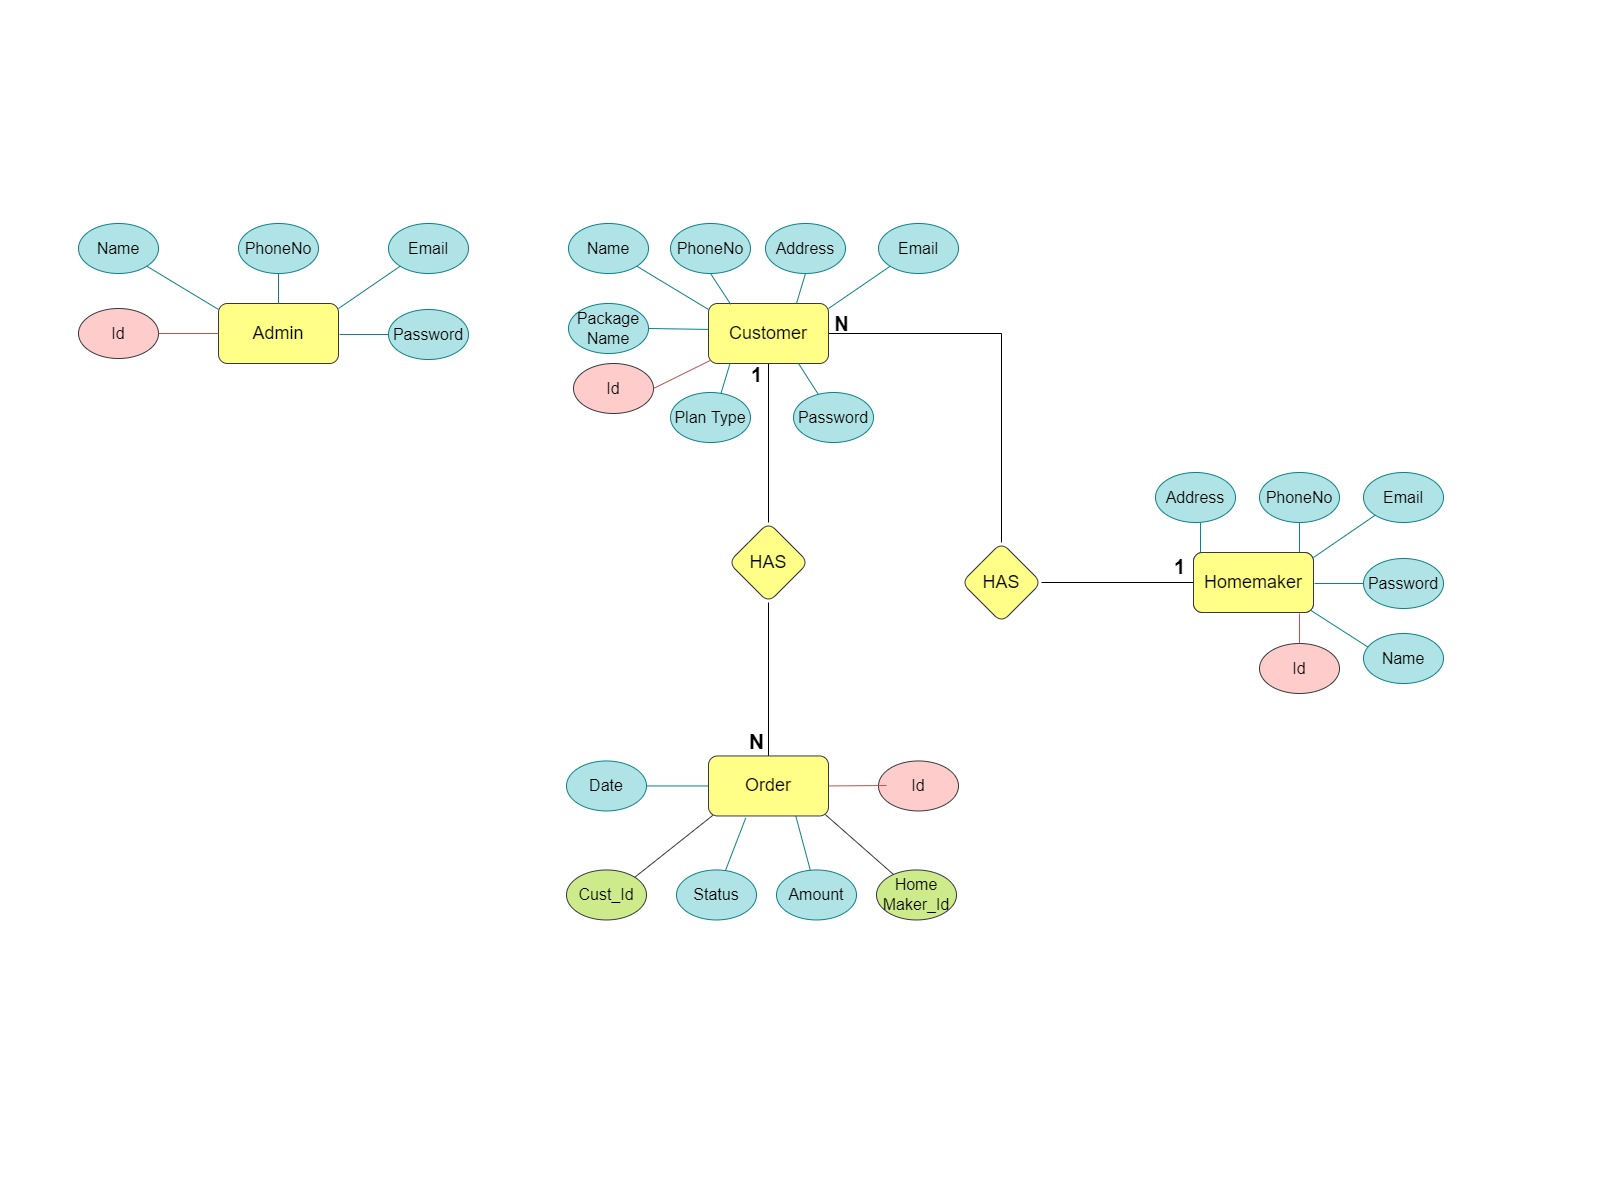 Name
PhoneNo
Email
Id
Admin
Password
Name
PhoneNo
Address
Email
Package
Name
Customer
N
Id
1
Plan Type
Password
HAS
HAS
1
Address
PhoneNo
Email
Homemaker
Password
Id
Name
N
Date
Order
Id
Cust_Id
Status
Amount
Home
Maker_Id